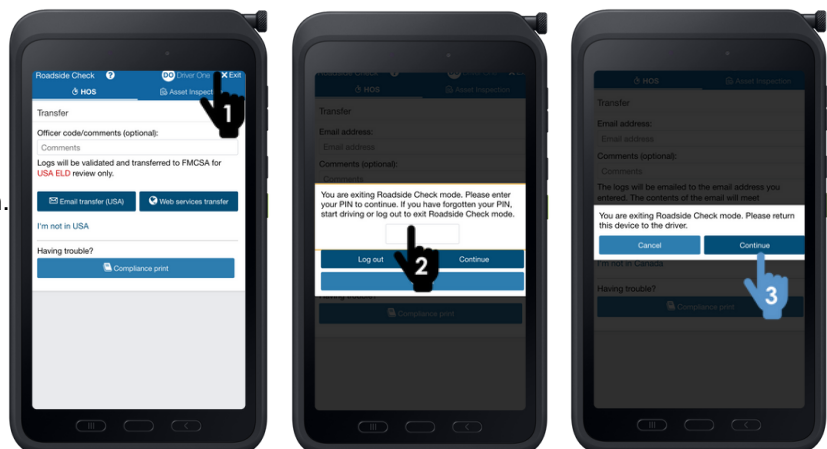 n.
Roadside Check ? DO Driver One X Exit
HOS Asset Inspect
Transfer
Officer code/comments (optional):
Comments
Logs will be validated and transferred to FMCSA for
USA ELD review only.
Email transfer (USA) Web services transfer
I'm not in USA
Having trouble?
Compliance print
1
Transfer
Email address:
Email address
Comments (optional):
Comments
You are exiting Roadside Check mode. Please enter
your PIN to continue. If you have forgotten your PIN,
start driving or log out to exit Roadside Check mode.
Log out Continue
Having trouble?
Compliance print
2
HOS Asset Inspection
Transfer
Email address:
Email address
Comments (optional):
Comments
The logs will be emailed to the email address you
entered. The contents of the email will meet
You are exiting Roadside Check mode. Please return
this device to the driver.
Cancel Continue
I'm not in Canada
Having trouble?
Compliance print
3